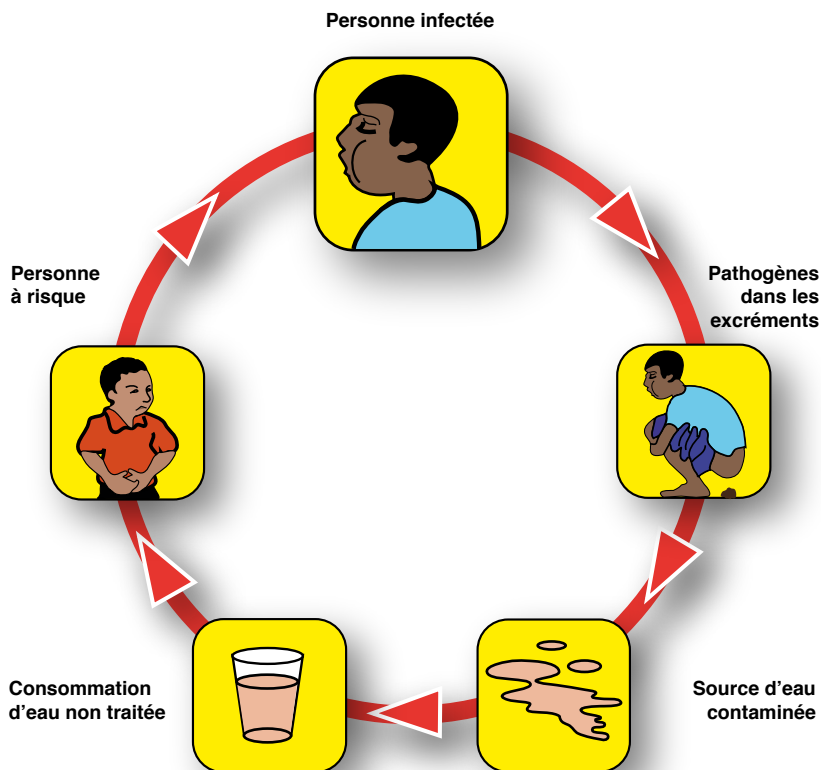 Personne infectée
Personne
à risque
Pathogènes
dans les
excréments
Consommation
d'eau non traitée
Source d'eau
contaminée